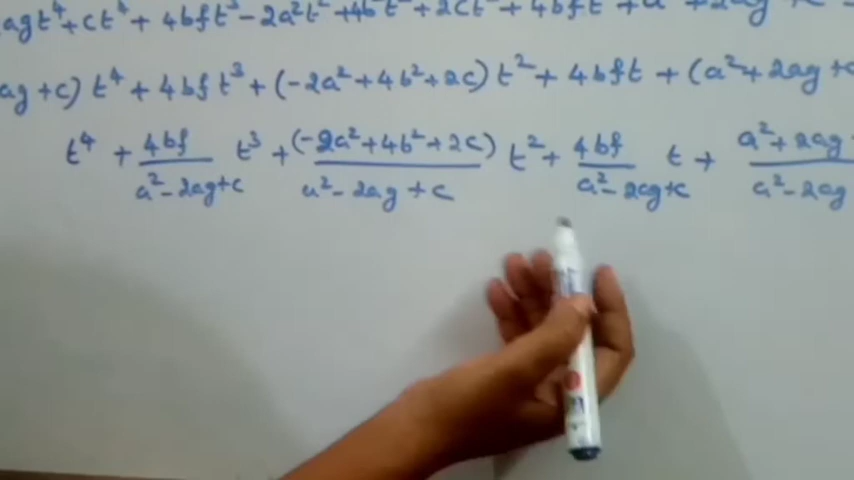 agt⁴+ct⁴+4bft³-2a²t²+4b²t²+2ct²+4bft+a²+2ag
ag+c)t⁴+4bft³+(-2a²+4b²+2c)t²+4bft+(a²+2ag+c
t⁴ + 4bf/a²-2ag+c t³ + (-2a²+4b²+2c)/a²-2ag+c t² + 4bf/a²-2ag+c t + a²+2ag/a²-2ag